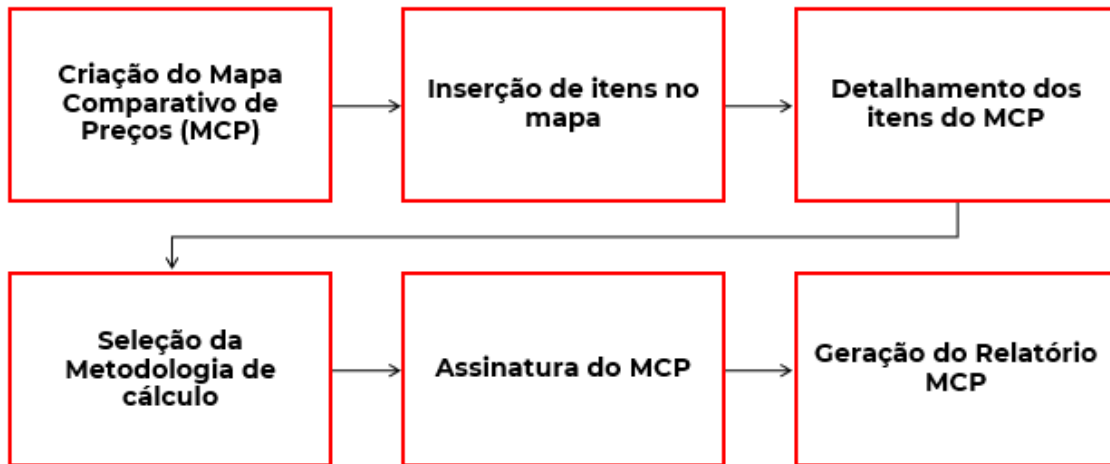 Criação do Mapa
Comparativo de
Preços (MCP)
Inserção de itens no
mapa
Detalhamento dos
itens do MCP
Seleção da
Metodologia de
cálculo
Assinatura do MCP
Geração do Relatório
MCP